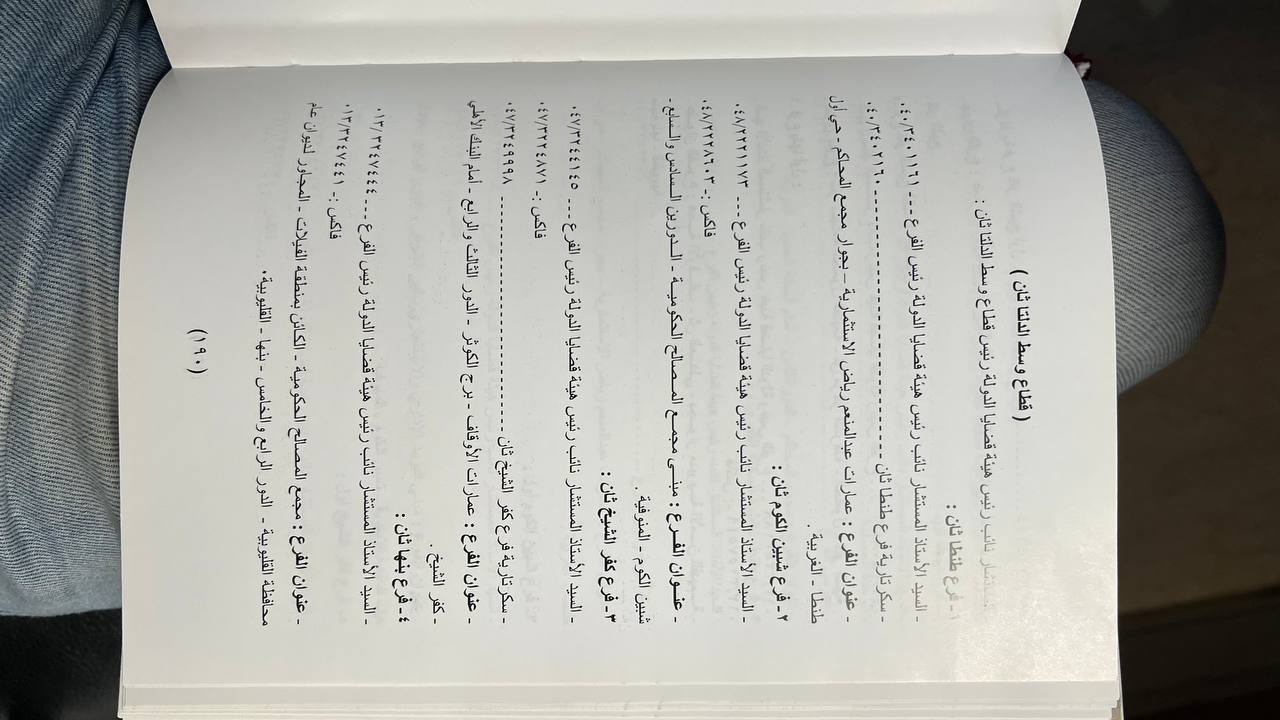 ( قطاع وسط الدلتا ثان )
ـتشار نائب رئيس هيئة قضايا الدولة رئيس قطاع وسط الدلتا ثان :
١- فرع طنطا ثان :
- السيد الأستاذ المستشار نائب رئيس هيئة قضايا الدولة رئيس الفرع --- ٠٤٠/٣٤٠١١٦١
- سكرتارية فرع طنطا ثان ------------------------ ٠٤٠/٣٤٠٢١٦٠
- عنوان الفرع : عمارات عبدالمنعم رياض الاستثمارية – بجوار مجمع المحاكم - حى أول
طنطا - الغربية .
٢- فرع شبين الكوم ثان :
- السيد الأستاذ المستشار نائب رئيس هيئة قضايا الدولة رئيس الفرع --- ٠٤٨/٢٢٢١١٧٣
فاكس :- ٠٤٨/٢٢٢٨٦٠٣
- عنوان الفرع : مبنى مجمع المصالح الحكومية - الدورين السادس والسابع -
شبين الكوم - المنوفية .
٣- فرع كفر الشيخ ثان :
- السيد الأستاذ المستشار نائب رئيس هيئة قضايا الدولة رئيس الفرع --- ٠٤٧/٣٢٤٤١٤٥
فاكس :- ٠٤٧/٣٢٢٤٨٧١
- سكرتارية فرع كفر الشيخ ثان ------------------------ ٠٤٧/٣٢٤٩٩٩٨
- عنوان الفرع : عمارات الأوقاف - برج الكوثر - الدور الثالث والرابع - أمام البنك الأهلي
- كفر الشيخ .
٤- فرع بنها ثان :
- السيد الأستاذ المستشار نائب رئيس هيئة قضايا الدولة رئيس الفرع --- ٠١٣/٣٢٤٧٤٤٤
فاكس :- ٠١٣/٣٢٤٧٤٤١
- عنوان الفرع : مجمع المصالح الحكومية - الكائن بمنطقة الفيلات - المجاور لديوان عام
محافظة القليوبية - الدور الرابع والخامس - بنها - القليوبية .
(١٩٠)